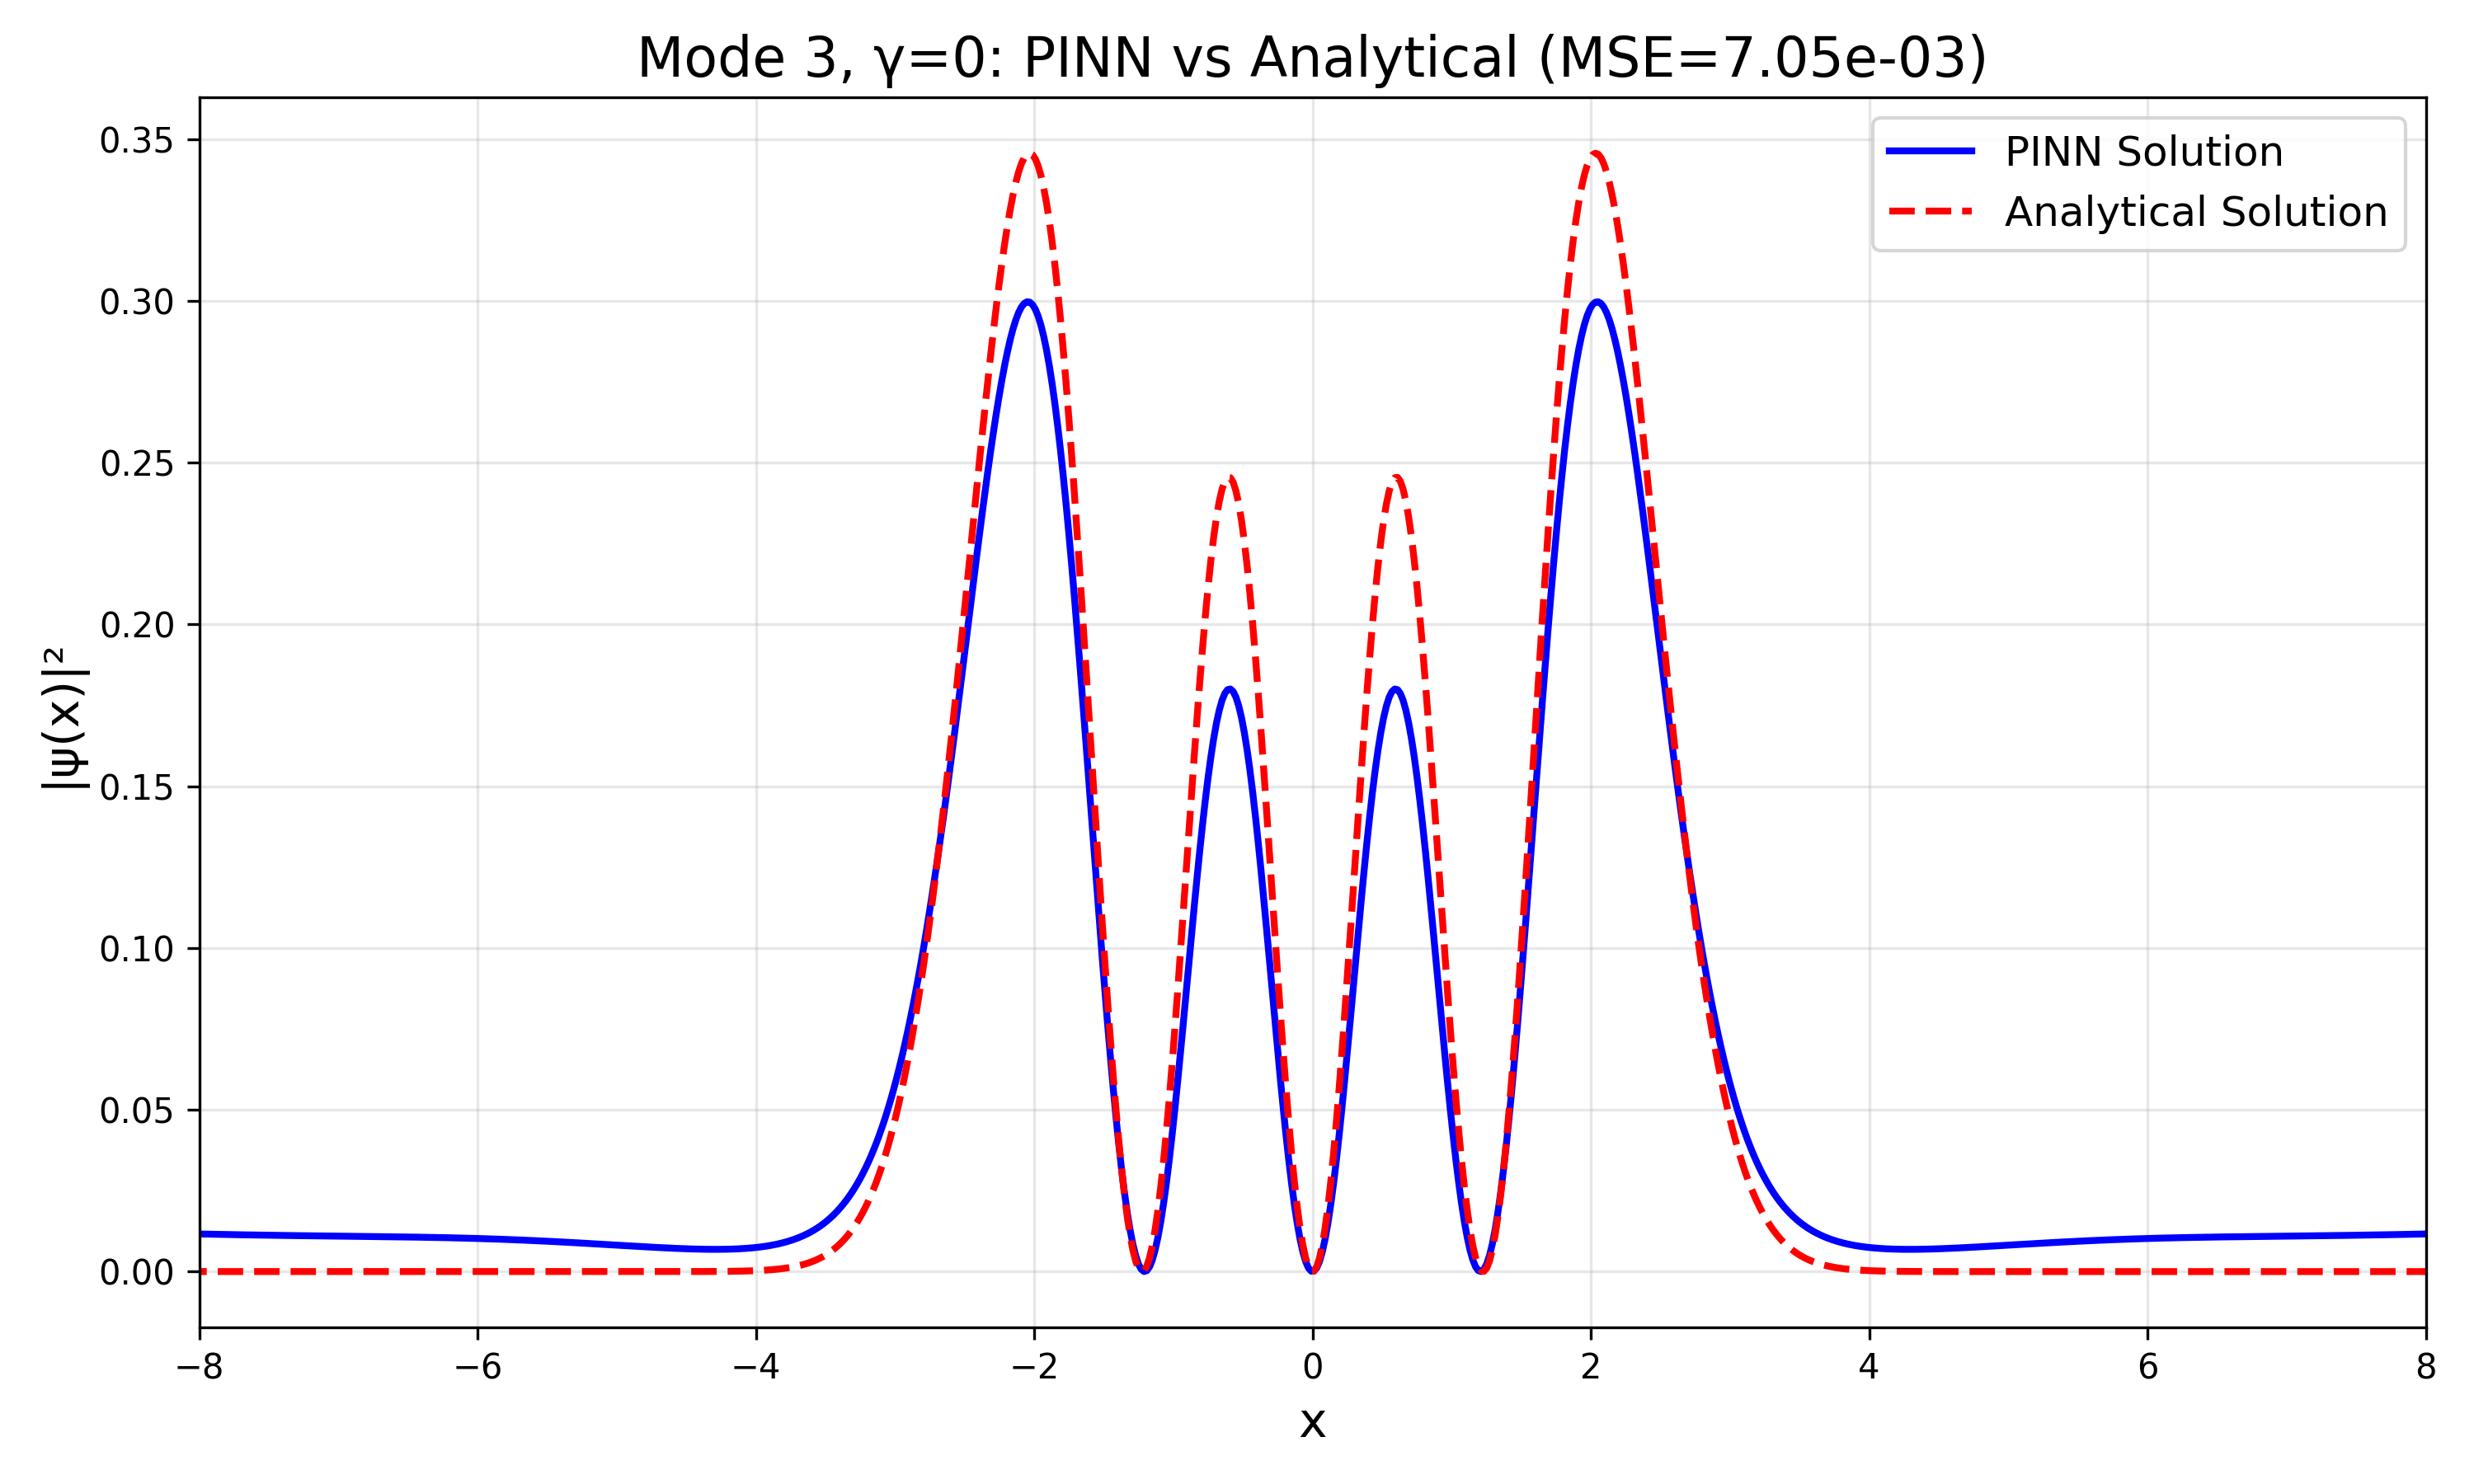 Mode 3, γ=0: PINN vs Analytical (MSE=7.05e-03)
PINN Solution
Analytical Solution
|ψ(x)|²
0.35
0.30
0.25
0.20
0.15
0.10
0.05
0.00
−8 −6 −4 −2 0 2 4 6 8
x